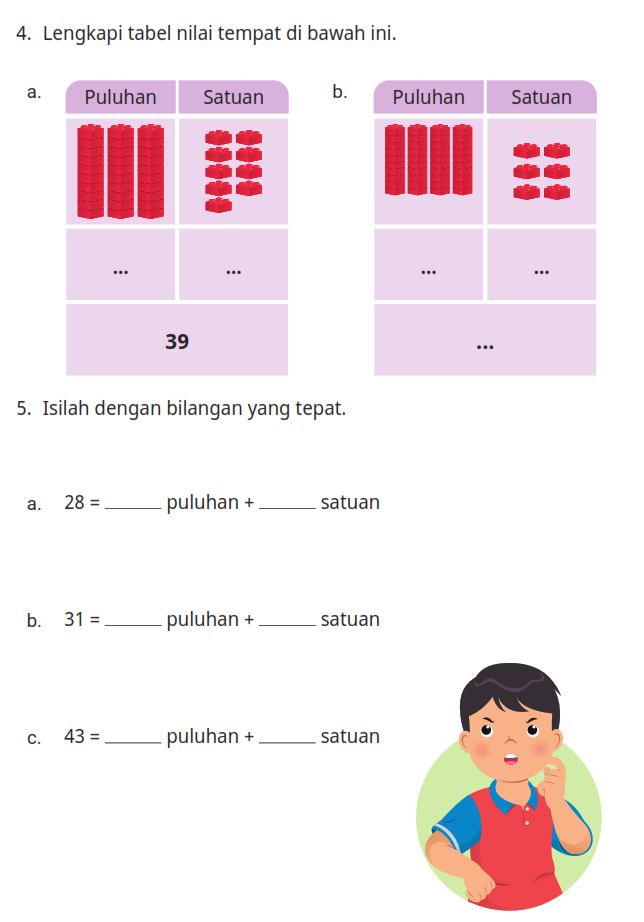 4. Lengkapi tabel nilai tempat di bawah ini.
a.
Puluhan Satuan
... ...
39
b.
Puluhan Satuan
... ...
...
5. Isilah dengan bilangan yang tepat.
a. 28 = ______ puluhan + ______ satuan
b. 31 = ______ puluhan + ______ satuan
c. 43 = ______ puluhan + ______ satuan